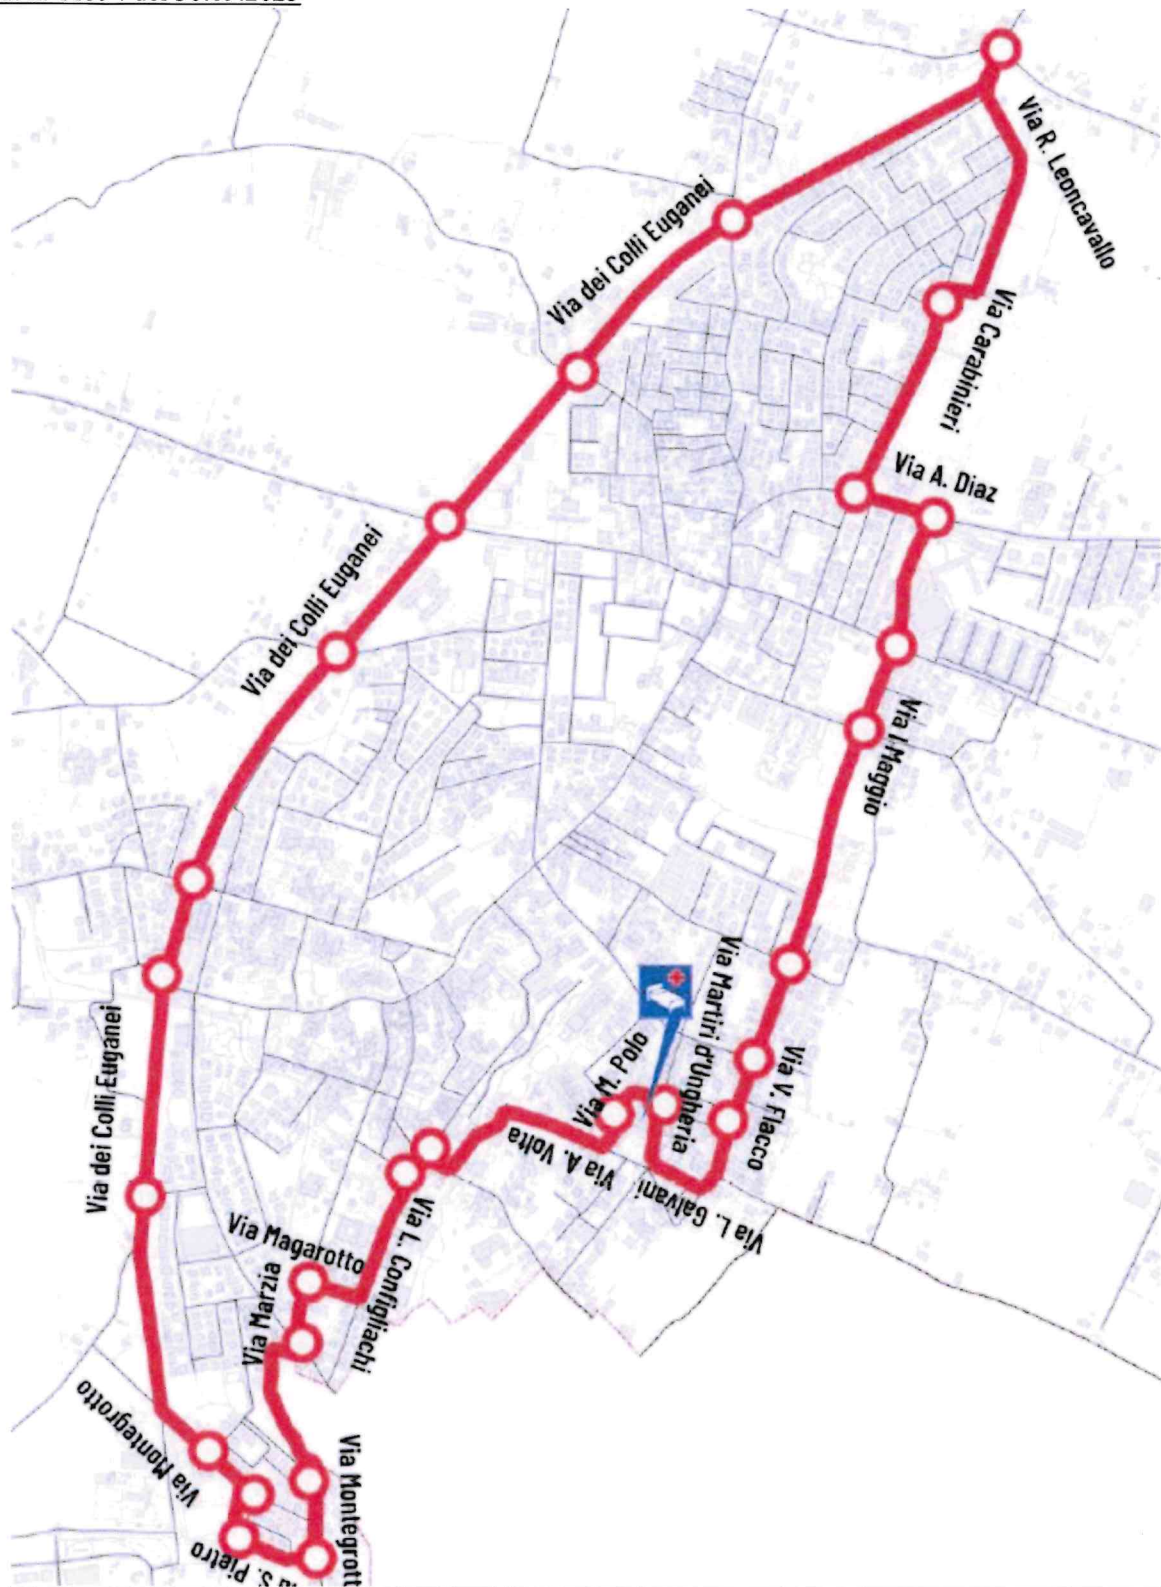 Via R. Leoncavallo
Via dei Colli Euganei
Via Carabinieri
Via A. Diaz
Via dei Colli Euganei
Via I Maggio
Via Martiri d'Ungheria
Via dei Colli Euganei
Via M. Polo
Via V. Flacco
Via A. Volta
Via L. Galvani
Via L. Configliachi
Via Magarotto
Via Marzia
Via Montegrotto
Via Montegrott
S. Pietro